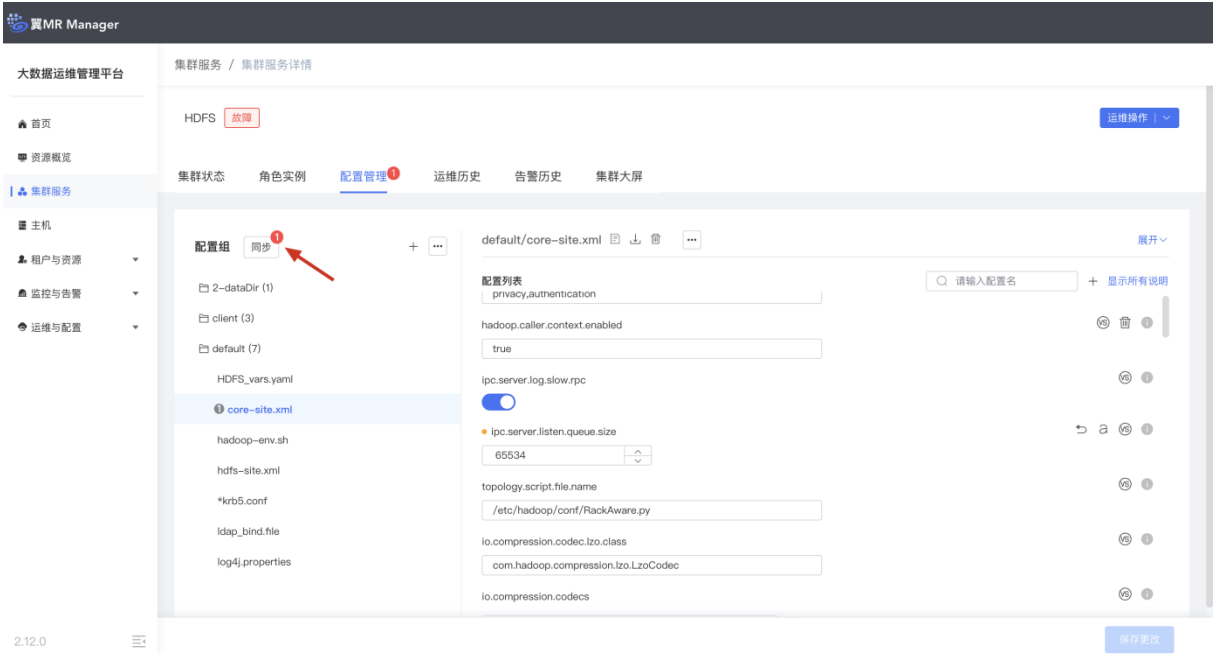 翼MR Manager
大数据运维管理平台
集群服务 / 集群服务详情
首页
资源概览
集群服务
主机
租户与资源
监控与告警
运维与配置
2.12.0
HDFS 故障
运维操作
集群状态 角色实例 配置管理 1 运维历史 告警历史 集群大屏
配置组 同步 1
2-dataDir (1)
client (3)
default (7)
HDFS_vars.yaml
1 core-site.xml
hadoop-env.sh
hdfs-site.xml
*krb5.conf
ldap_bind.file
log4j.properties
default/core-site.xml
展开
配置列表
请输入配置名
显示所有说明
privacy,authentication
hadoop.caller.context.enabled
VS
true
ipc.server.log.slow.rpc
VS
ipc.server.listen.queue.size
a VS
65534
topology.script.file.name
VS
/etc/hadoop/conf/RackAware.py
io.compression.codec.lzo.class
VS
com.hadoop.compression.lzo.LzoCodec
io.compression.codecs
VS
保存更改